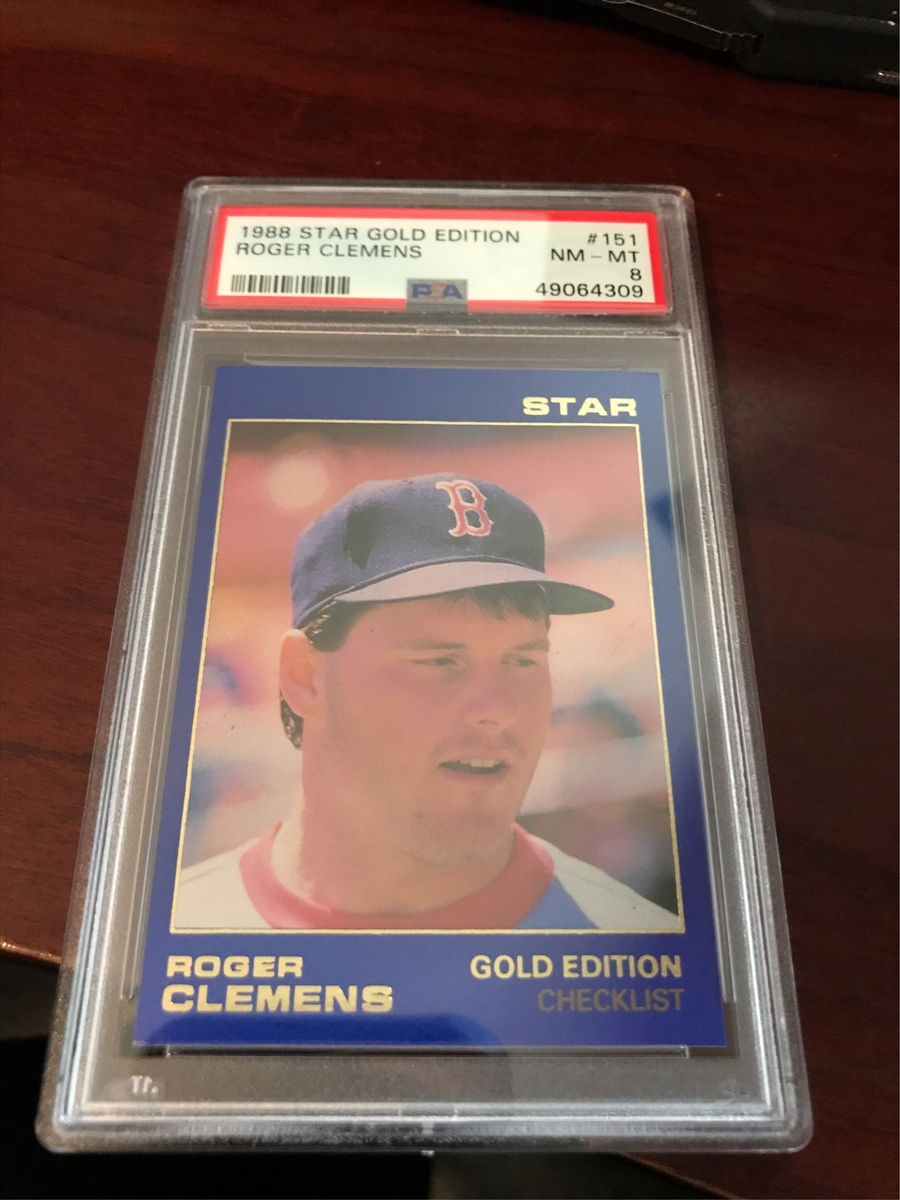 1988 STAR GOLD EDITION #151
ROGER CLEMENS NM - MT
8
PSA 49064309
STAR
B
ROGER GOLD EDITION
CLEMENS CHECKLIST